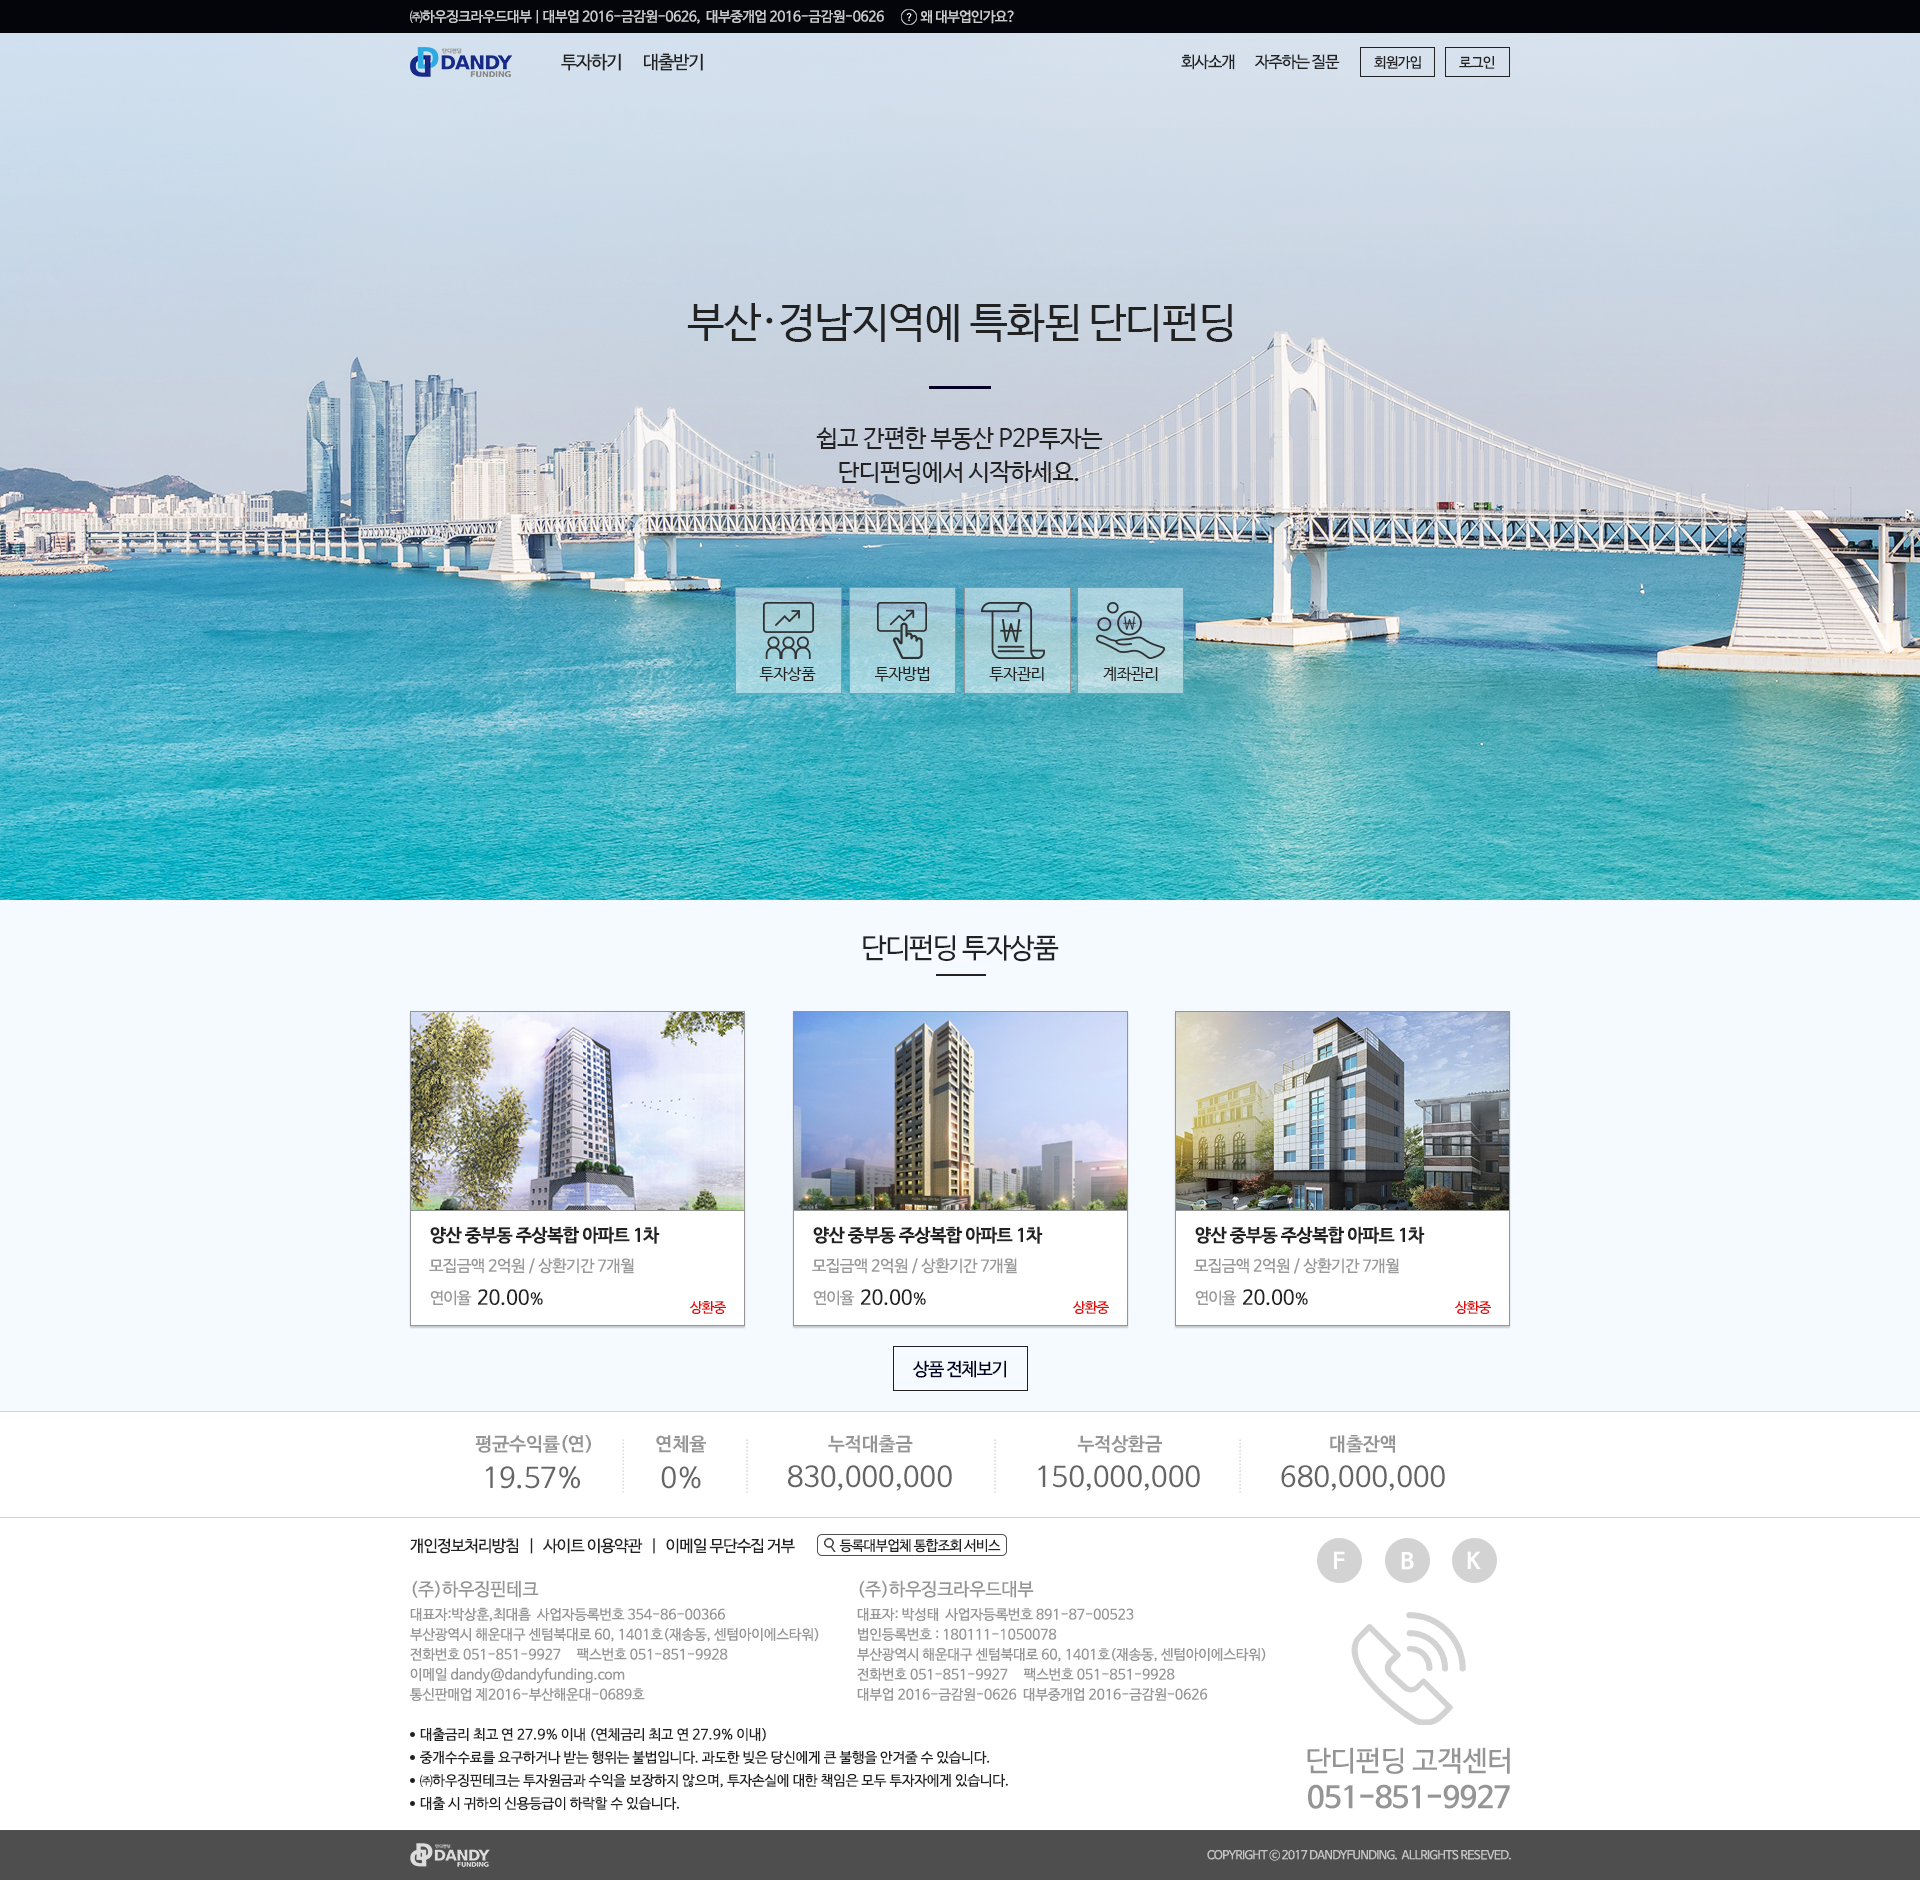 ㈜하우징크라우드대부 | 대부업 2016-금감원-0626, 대부중개업 2016-금감원-0626 ? 왜 대부업인가요?
단디펀딩
DANDY
FUNDING
투자하기 대출받기
회사소개 자주하는 질문 회원가입 로그인
부산·경남지역에 특화된 단디펀딩
쉽고 간편한 부동산 P2P투자는
단디펀딩에서 시작하세요.
투자상품 투자방법 투자관리 계좌관리
단디펀딩 투자상품
양산 중부동 주상복합 아파트 1차
모집금액 2억원 / 상환기간 7개월
연이율 20.00%
상환중
양산 중부동 주상복합 아파트 1차
모집금액 2억원 / 상환기간 7개월
연이율 20.00%
상환중
양산 중부동 주상복합 아파트 1차
모집금액 2억원 / 상환기간 7개월
연이율 20.00%
상환중
상품 전체보기
평균수익률(연)
19.57%
연체율
0%
누적대출금
830,000,000
누적상환금
150,000,000
대출잔액
680,000,000
개인정보처리방침 | 사이트 이용약관 | 이메일 무단수집 거부 등록대부업체 통합조회 서비스
(주)하우징핀테크
대표자:박상훈,최대흠 사업자등록번호 354-86-00366
부산광역시 해운대구 센텀북대로 60, 1401호(재송동, 센텀아이에스타워)
전화번호 051-851-9927 팩스번호 051-851-9928
이메일 dandy@dandyfunding.com
통신판매업 제2016-부산해운대-0689호
(주)하우징크라우드대부
대표자: 박성태 사업자등록번호 891-87-00523
법인등록번호 : 180111-1050078
부산광역시 해운대구 센텀북대로 60, 1401호(재송동, 센텀아이에스타워)
전화번호 051-851-9927 팩스번호 051-851-9928
대부업 2016-금감원-0626 대부중개업 2016-금감원-0626
• 대출금리 최고 연 27.9% 이내 (연체금리 최고 연 27.9% 이내)
• 중개수수료를 요구하거나 받는 행위는 불법입니다. 과도한 빚은 당신에게 큰 불행을 안겨줄 수 있습니다.
• ㈜하우징핀테크는 투자원금과 수익을 보장하지 않으며, 투자손실에 대한 책임은 모두 투자자에게 있습니다.
• 대출 시 귀하의 신용등급이 하락할 수 있습니다.
F B K
단디펀딩 고객센터
051-851-9927
단디펀딩
DANDY
FUNDING
COPYRIGHT ⓒ 2017 DANDYFUNDING. ALLRIGHTS RESEVED.